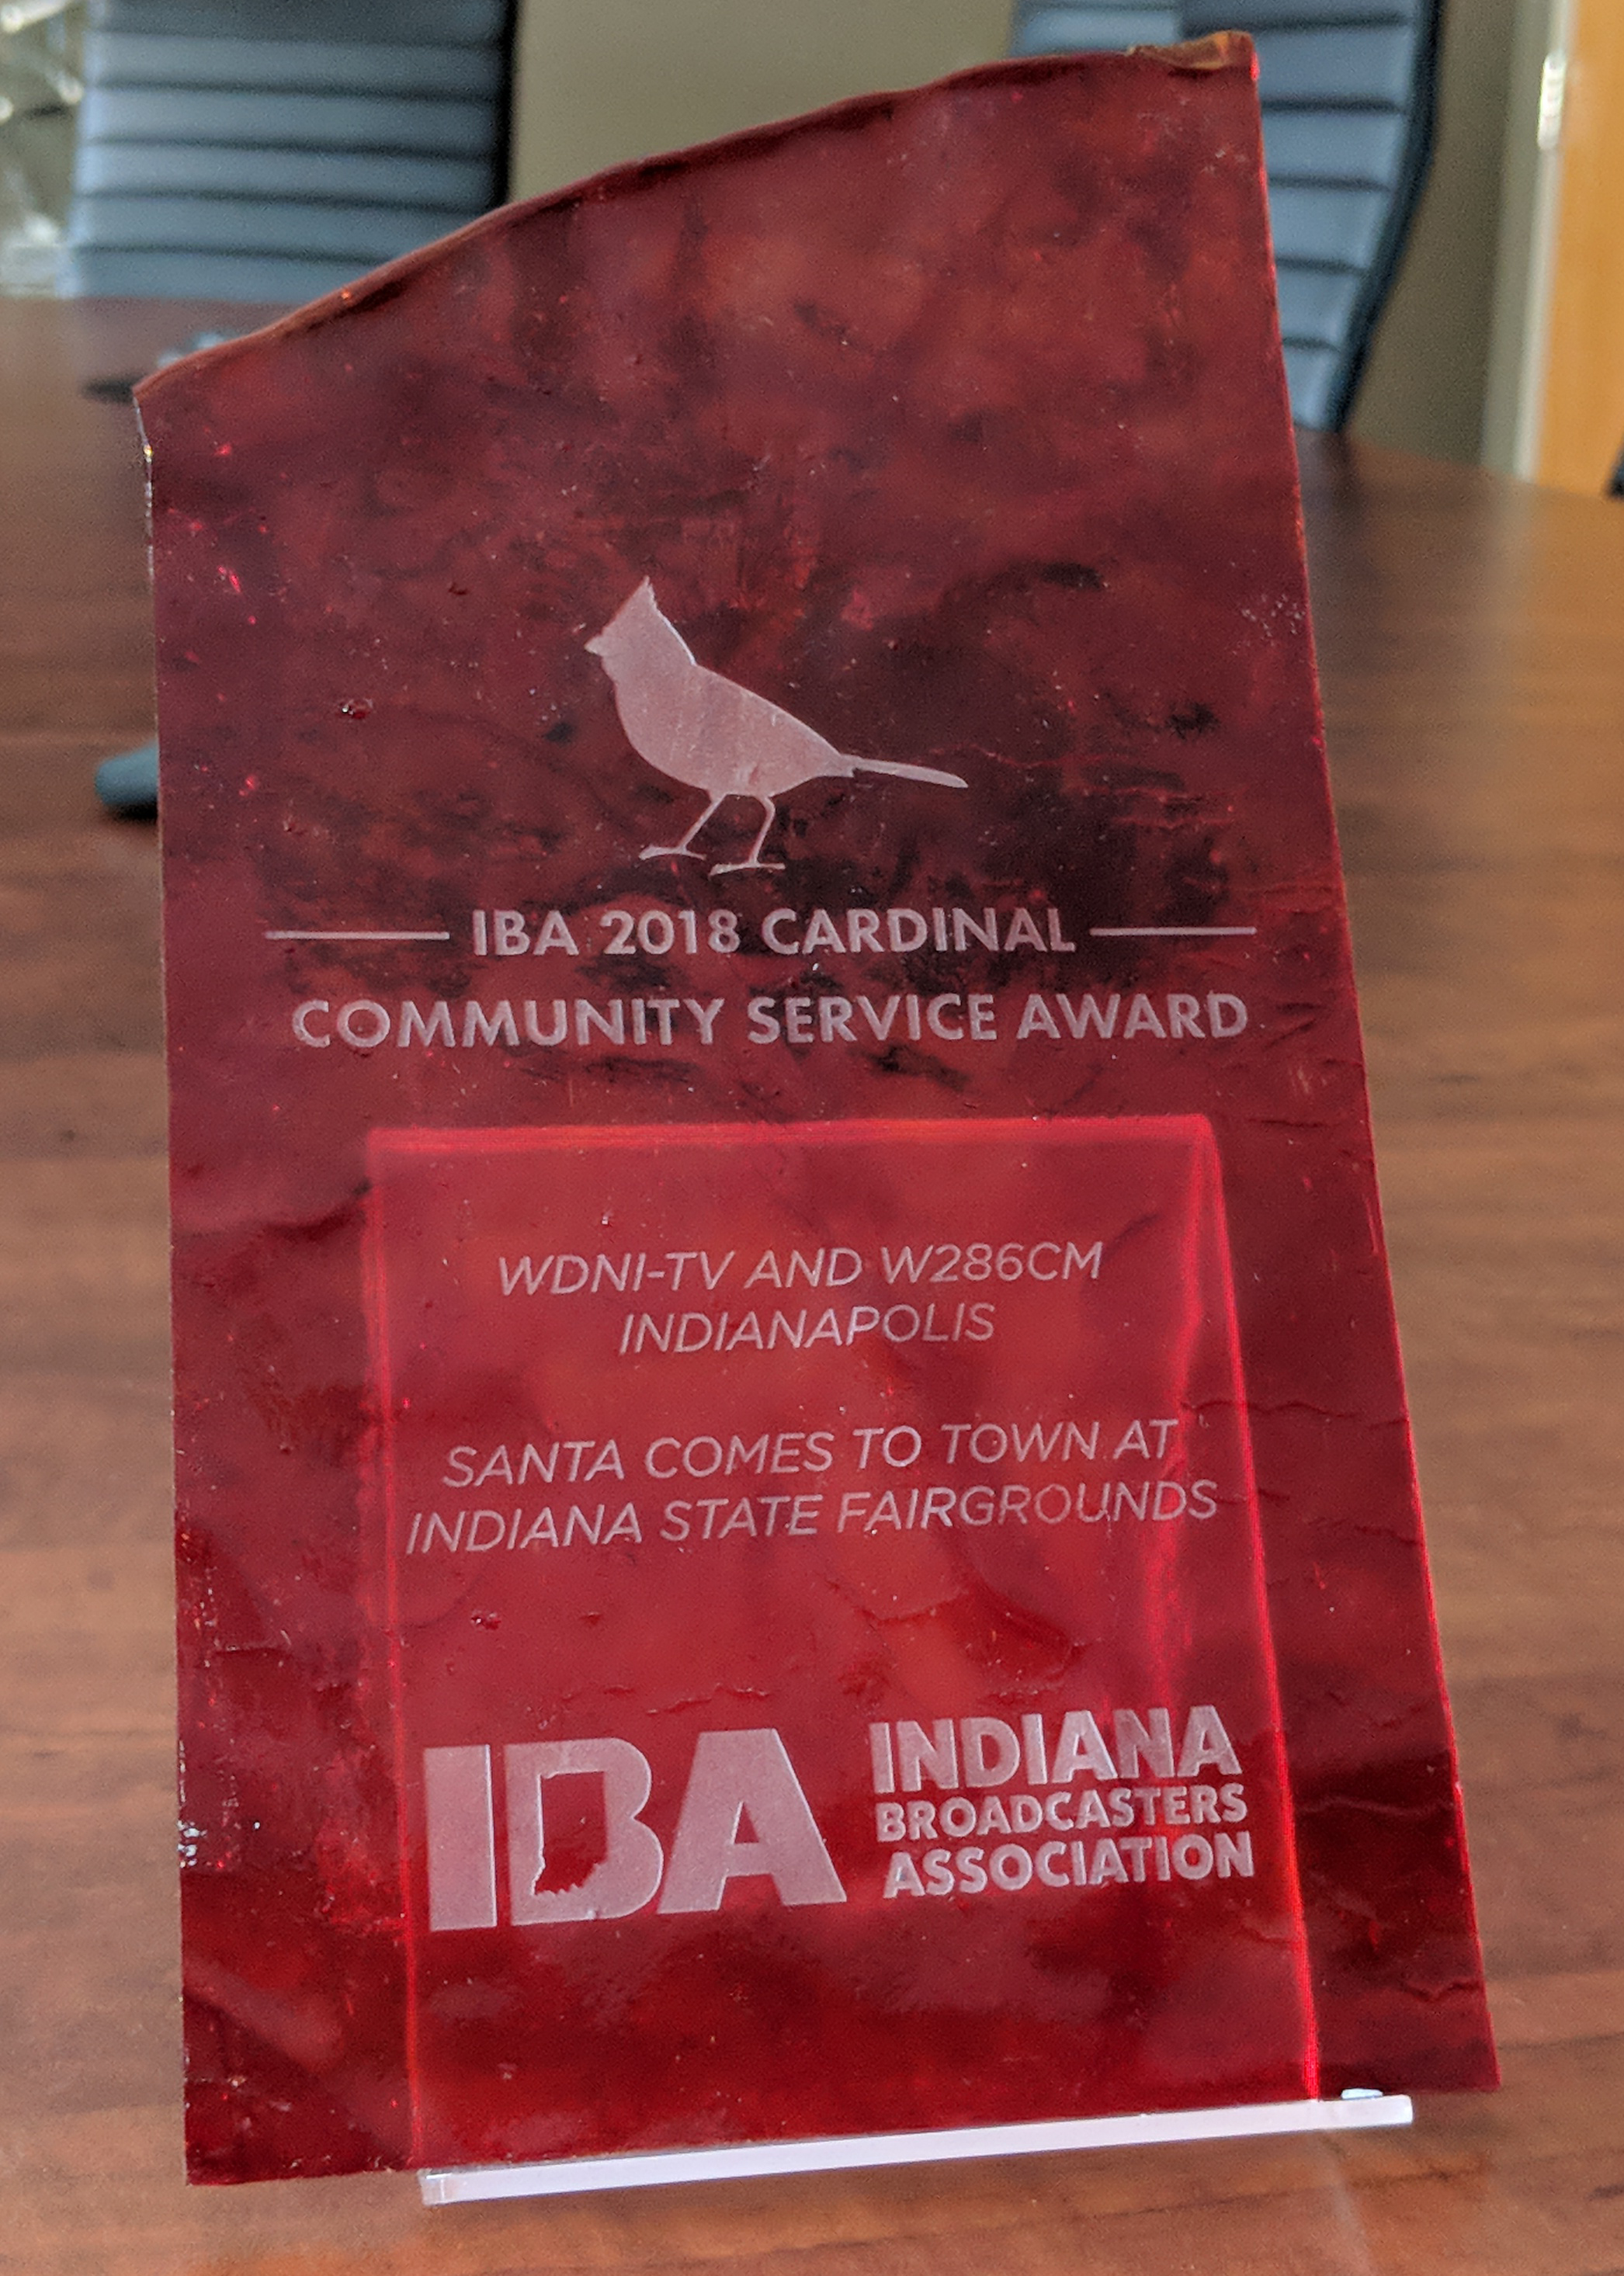 IBA 2018 CARDINAL
COMMUNITY SERVICE AWARD
WDNI-TV AND W286CM
INDIANAPOLIS
SANTA COMES TO TOWN AT
INDIANA STATE FAIRGROUNDS
IBA
INDIANA
BROADCASTERS
ASSOCIATION